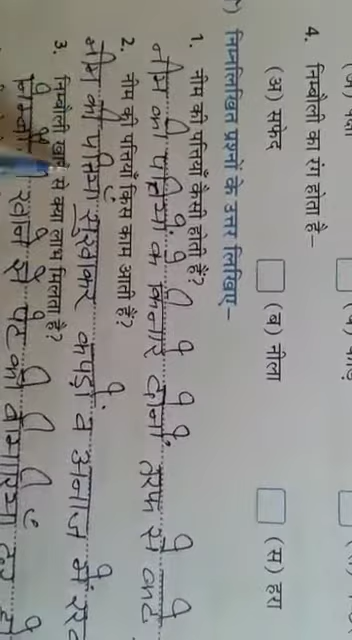 4. निम्बौली का रंग होता है–
(अ) सफेद (ब) नीला (स) हरा
निम्नलिखित प्रश्नों के उत्तर लिखिए–
1. नीम की पत्तियाँ कैसी होती हैं?
नीम की पत्तियों के किनारे दोनों तरफ से कटे
2. नीम की पत्तियाँ किस काम आती हैं?
नीम की पत्तियाँ सुखाकर कपड़ों व अनाज में
3. निम्बौली खाने से क्या लाभ मिलता है?
खाने से पेट की बीमारियाँ दूर